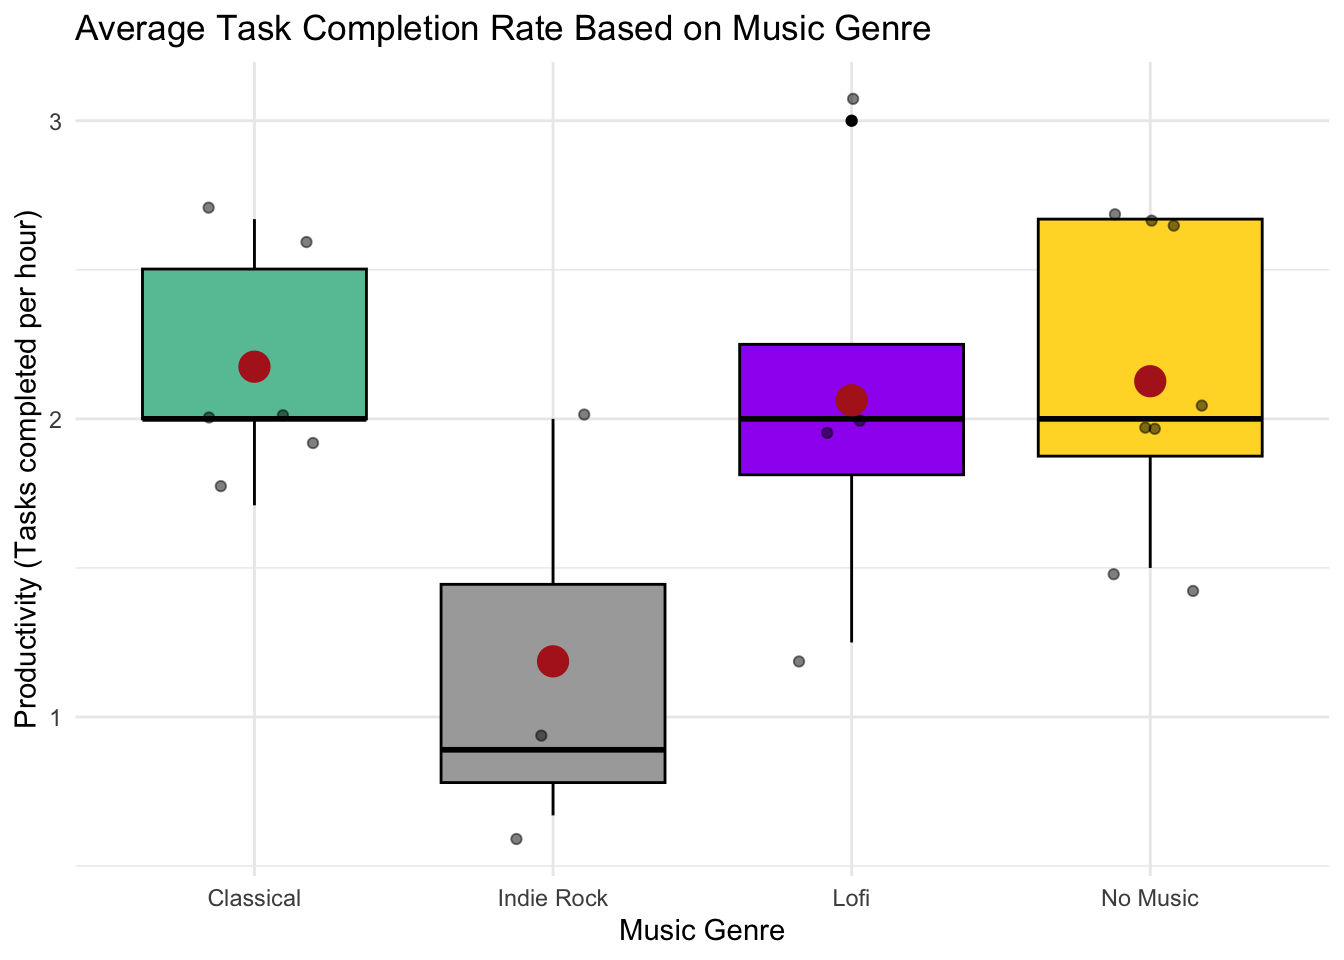 Average Task Completion Rate Based on Music Genre
Productivity (Tasks completed per hour)
3
2
1
Classical
Indie Rock
Lofi
No Music
Music Genre